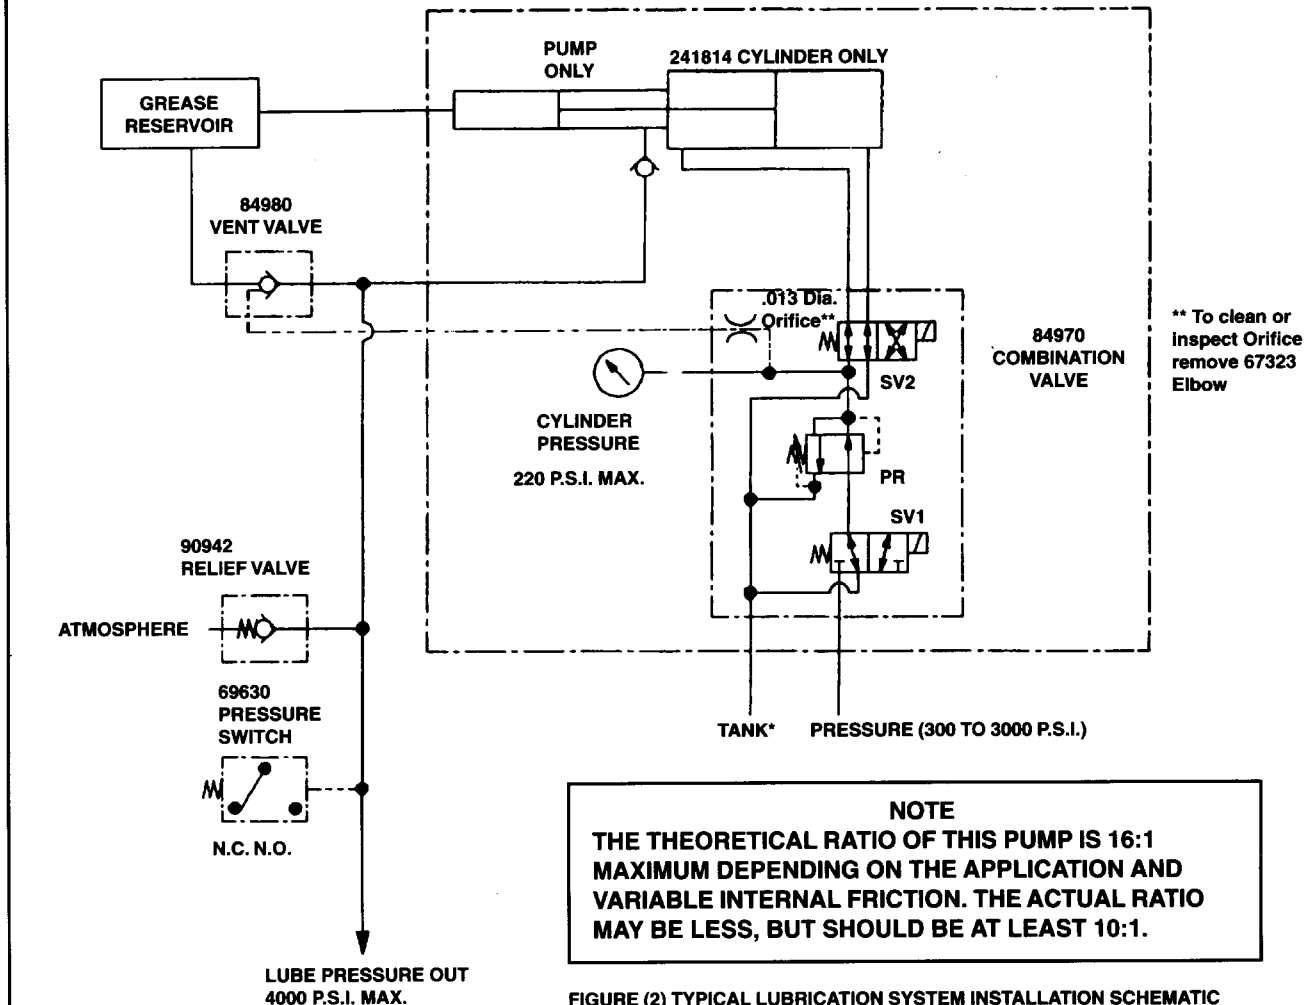 PUMP
ONLY
241814 CYLINDER ONLY
GREASE
RESERVOIR
84980
VENT VALVE
.013 Dia.
Orifice**
SV2
84970
COMBINATION
VALVE
** To clean or
inspect Orifice
remove 67323
Elbow
CYLINDER
PRESSURE
220 P.S.I. MAX.
PR
SV1
90942
RELIEF VALVE
ATMOSPHERE
69630
PRESSURE
SWITCH
N.C. N.O.
TANK*
PRESSURE (300 TO 3000 P.S.I.)
NOTE
THE THEORETICAL RATIO OF THIS PUMP IS 16:1
MAXIMUM DEPENDING ON THE APPLICATION AND
VARIABLE INTERNAL FRICTION. THE ACTUAL RATIO
MAY BE LESS, BUT SHOULD BE AT LEAST 10:1.
LUBE PRESSURE OUT
4000 P.S.I. MAX.
FIGURE (2) TYPICAL LUBRICATION SYSTEM INSTALLATION SCHEMATIC